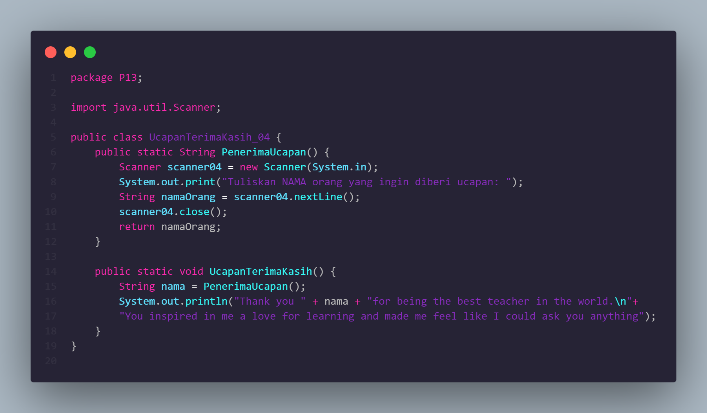 1 package P13;
2
3 import java.util.Scanner;
4
5 public class UcapanTerimaKasih_04 {
6     public static String PenerimaUcapan() {
7         Scanner scanner04 = new Scanner(System.in);
8         System.out.print("Tuliskan NAMA orang yang ingin diberi ucapan: ");
9         String namaOrang = scanner04.nextLine();
10         scanner04.close();
11         return namaOrang;
12     }
13
14     public static void UcapanTerimaKasih() {
15         String nama = PenerimaUcapan();
16         System.out.println("Thank you " + nama + "for being the best teacher in the world.\n"+
17         "You inspired in me a love for learning and made me feel like I could ask you anything");
18     }
19 }
20